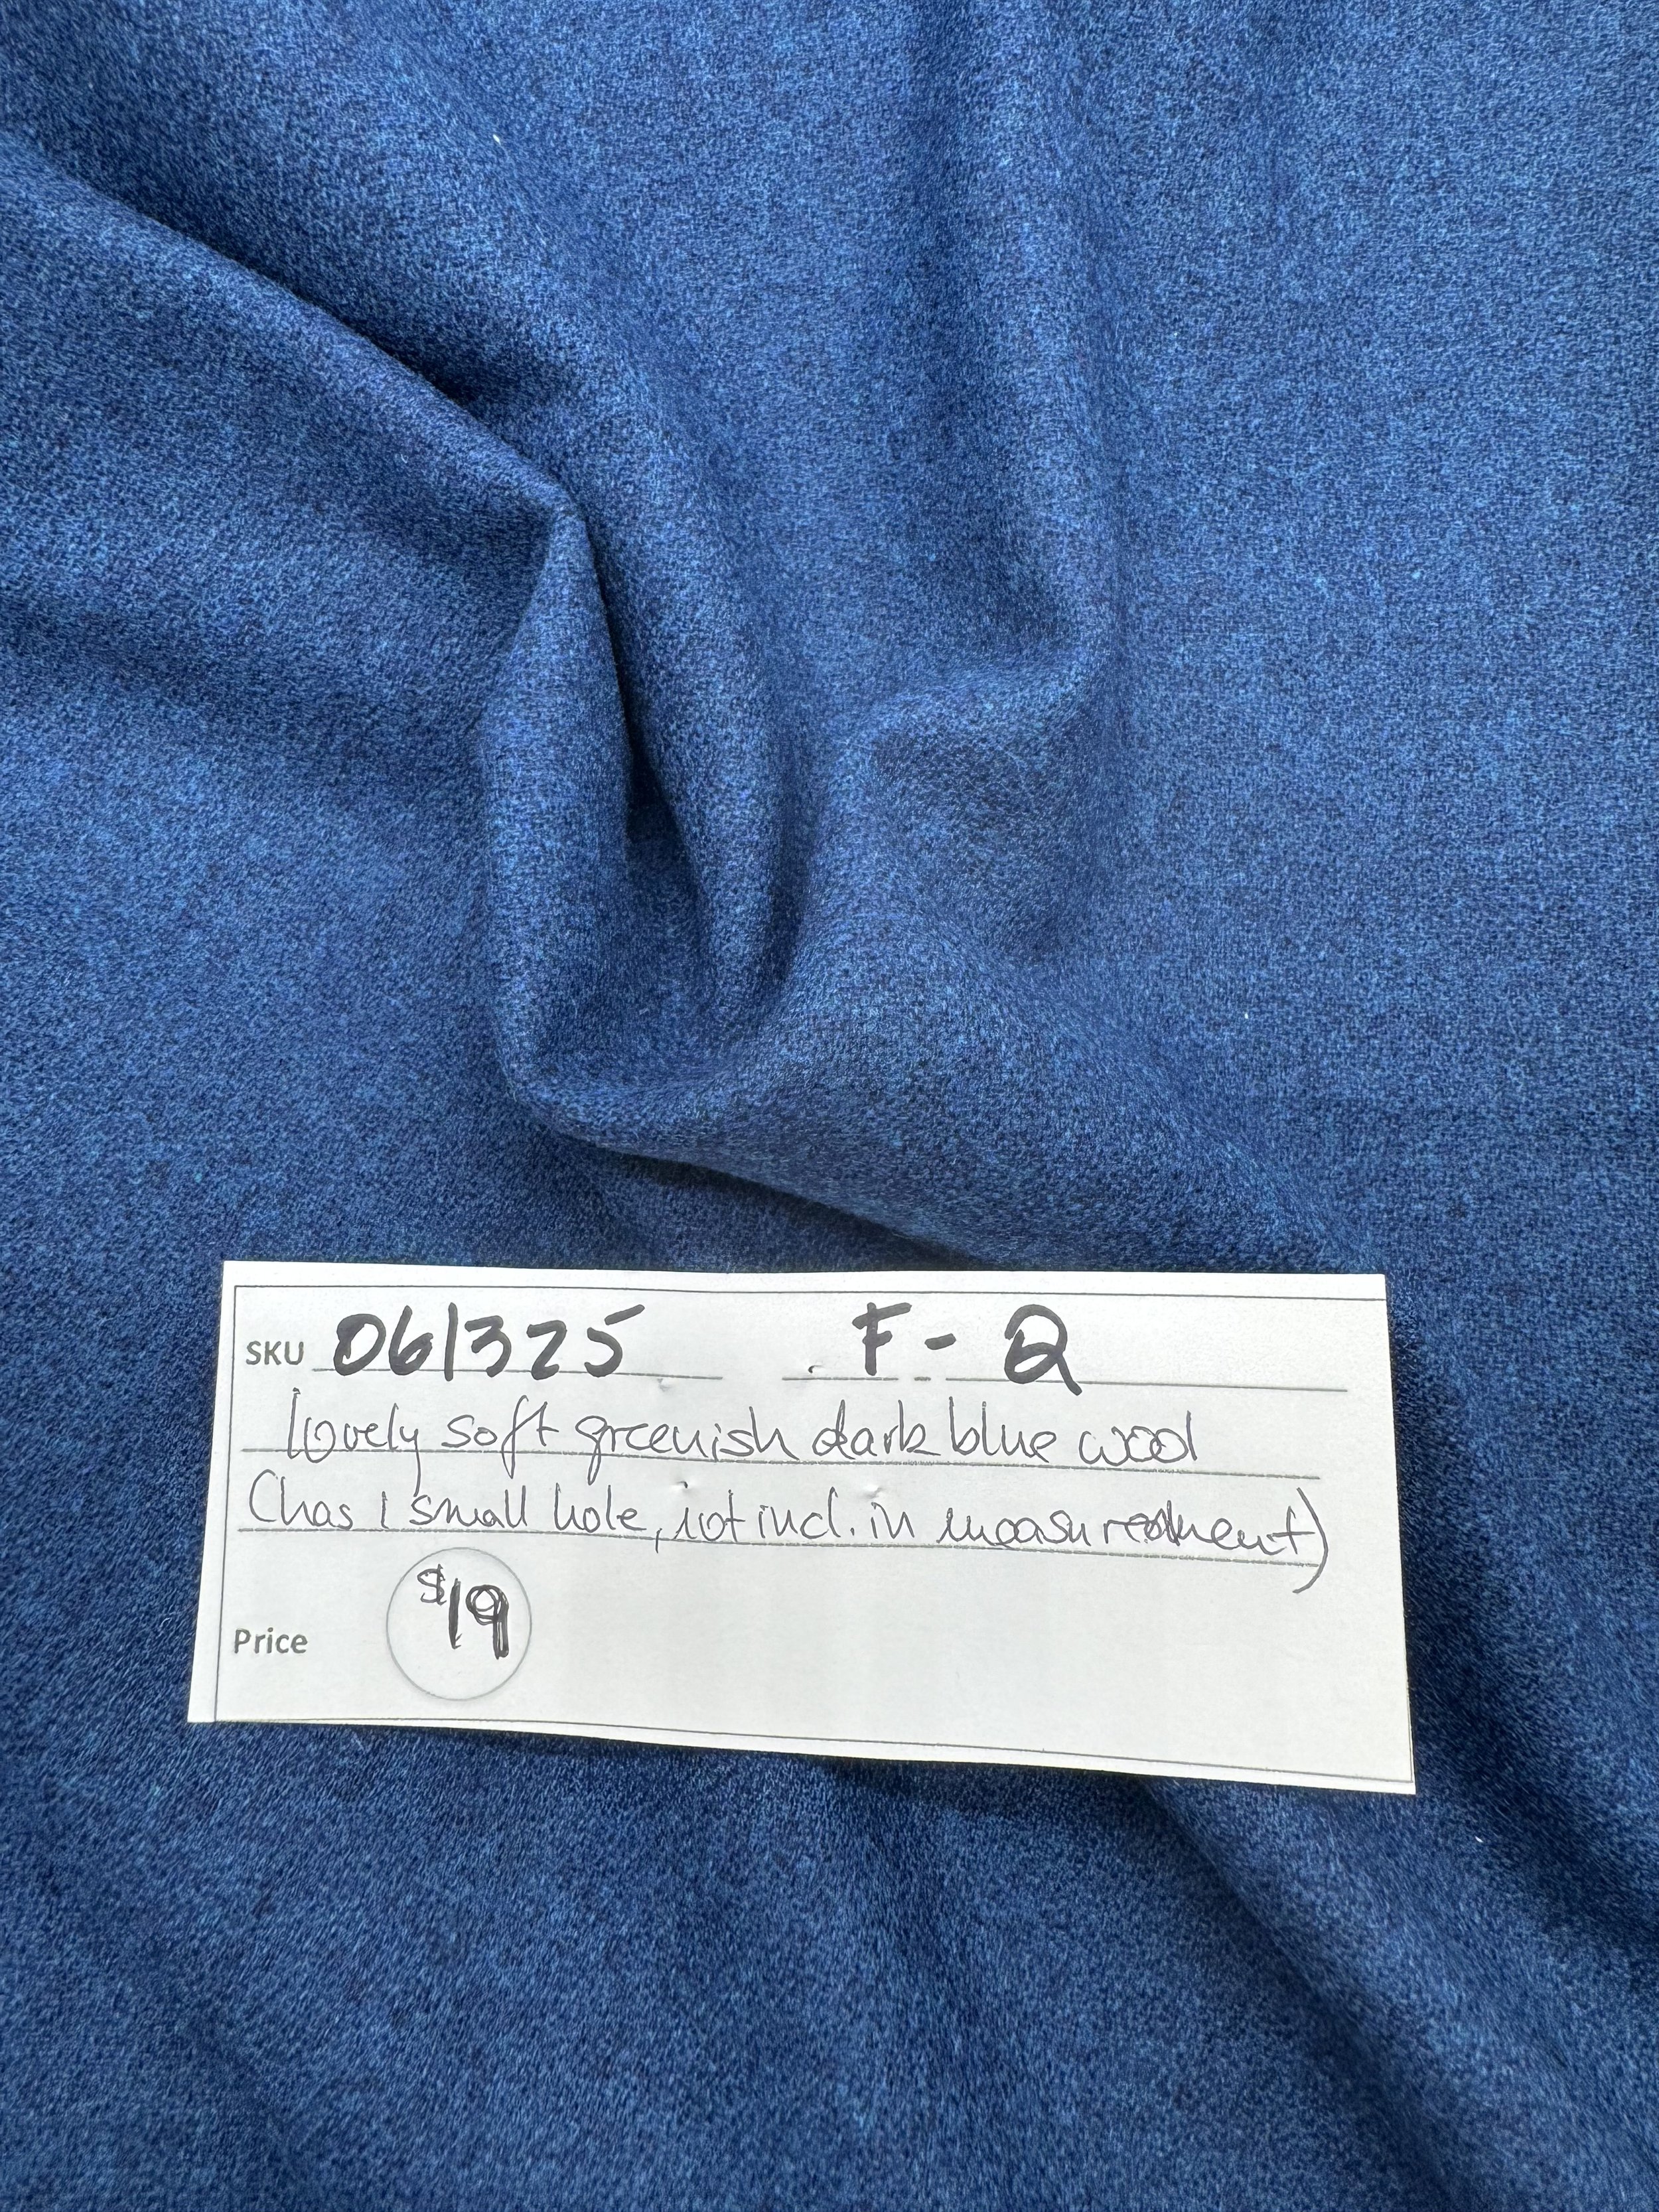 SKU 061325 F-Q
lovely soft greenish dark blue wool
(has 1 small hole, not incl. in measurement)
$19
Price